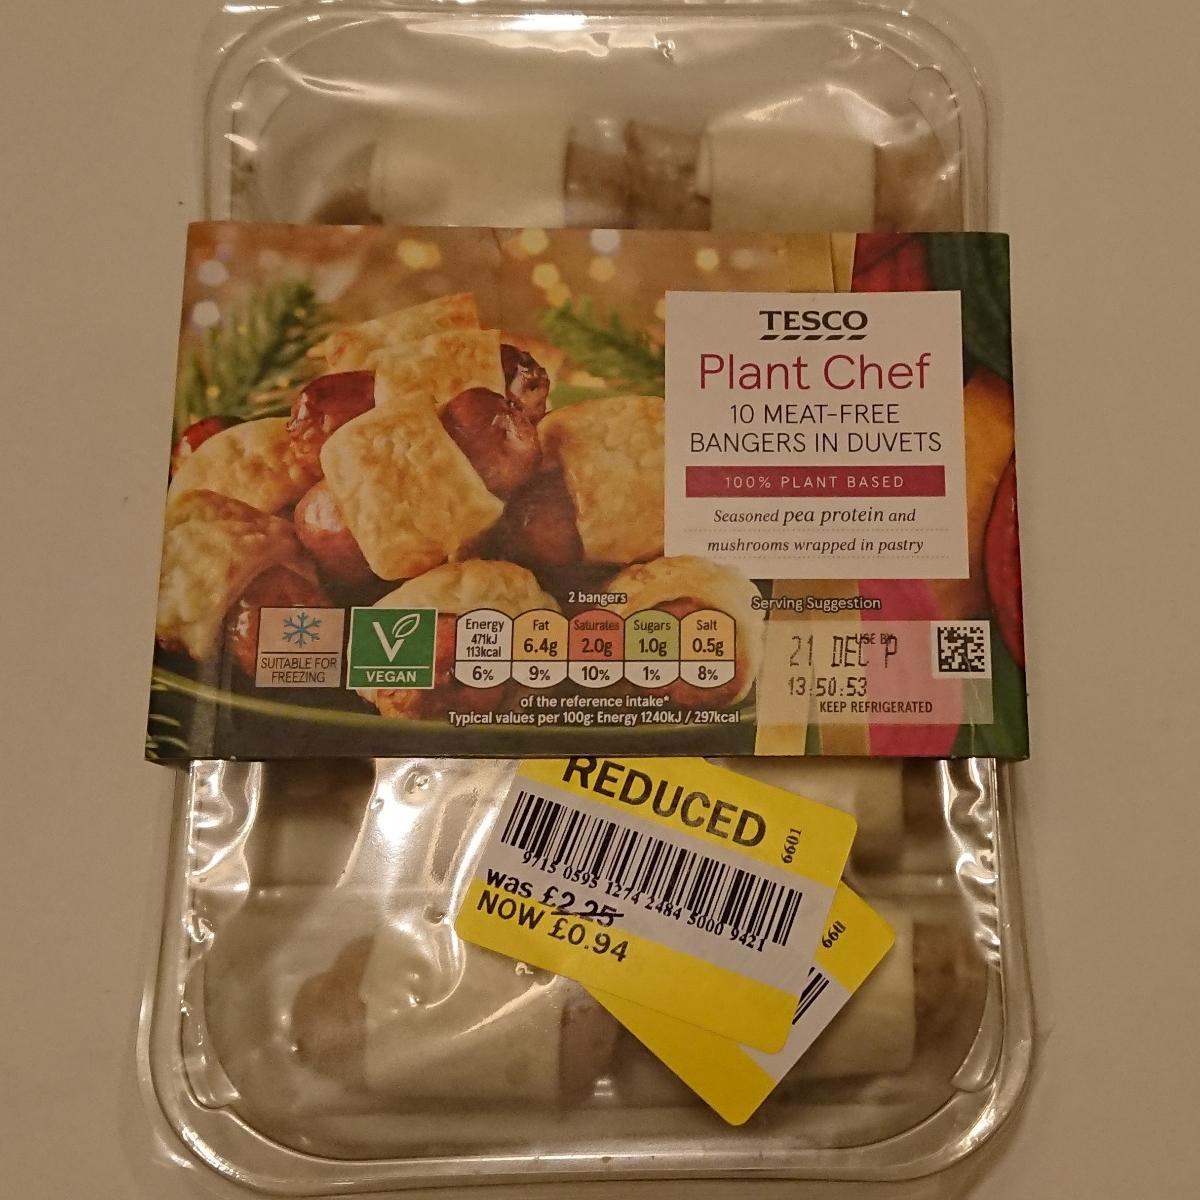 TESCO
Plant Chef
10 MEAT-FREE
BANGERS IN DUVETS
100% PLANT BASED
Seasoned pea protein and
mushrooms wrapped in pastry
Serving Suggestion
SUITABLE FOR
FREEZING
V
VEGAN
2 bangers
Energy
471kJ
113kcal
6%
Fat
6.4g
9%
Saturates
2.0g
10%
Sugars
1.0g
1%
Salt
0.5g
8%
of the reference intake*
Typical values per 100g: Energy 1240kJ / 297kcal
USE BY
21 DEC P
13:50:53
KEEP REFRIGERATED
REDUCED
6601
9715 0595 1274 2484 5000 9421
was £2.25
NOW £0.94
660